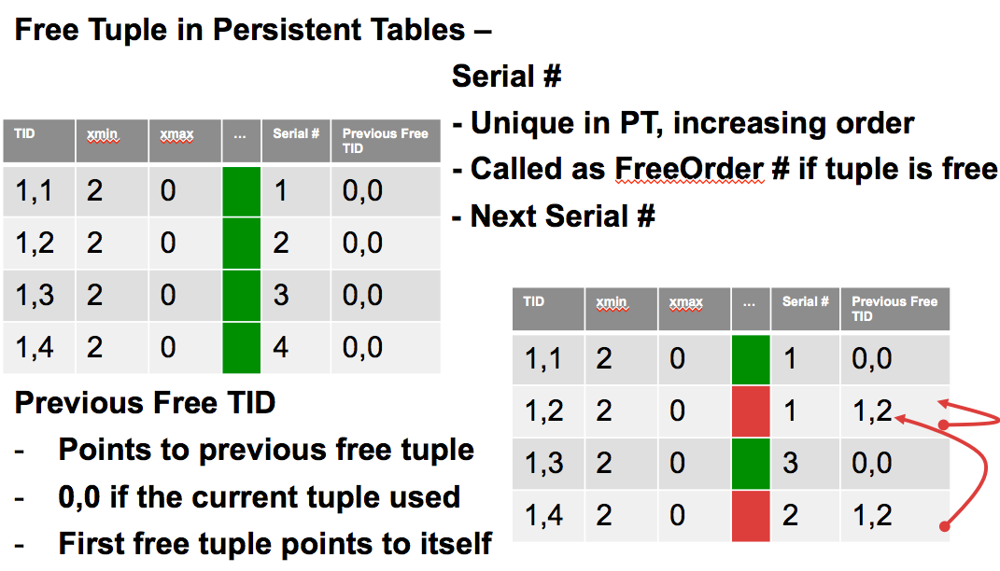 Free Tuple in Persistent Tables –
Serial #
- Unique in PT, increasing order
- Called as FreeOrder # if tuple is free
- Next Serial #
TID xmin xmax ... Serial # Previous Free TID
1,1 2 0 1 0,0
1,2 2 0 2 0,0
1,3 2 0 3 0,0
1,4 2 0 4 0,0
Previous Free TID
- Points to previous free tuple
- 0,0 if the current tuple used
- First free tuple points to itself
TID xmin xmax ... Serial # Previous Free TID
1,1 2 0 1 0,0
1,2 2 0 1 1,2
1,3 2 0 3 0,0
1,4 2 0 2 1,2